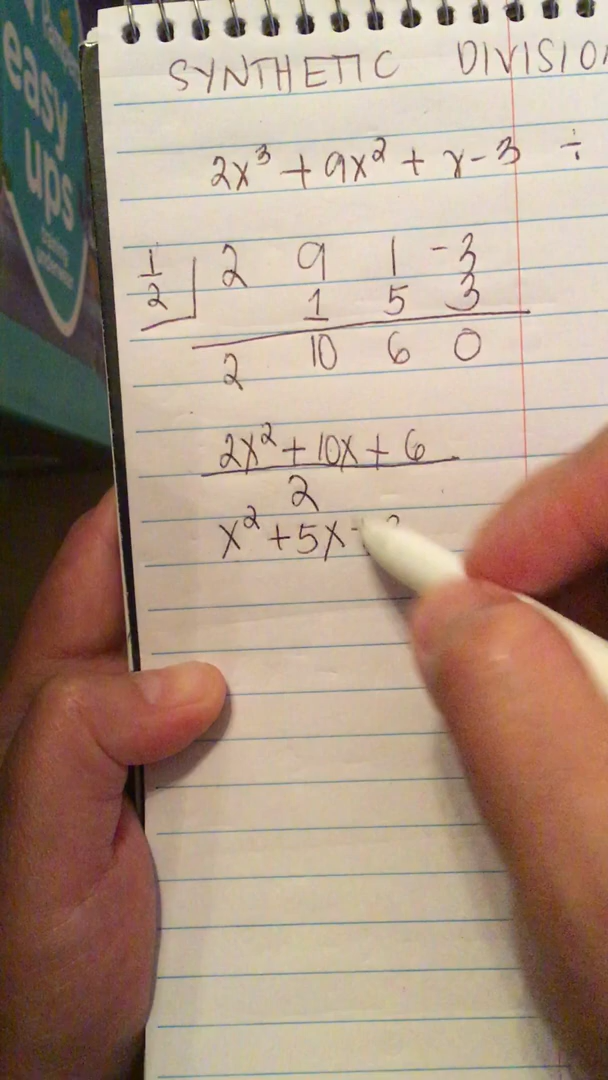 easy
ups
SYNTHETIC DIVISIO
2x³ + 9x² + x - 3 ÷
1/2 2 9 1 -3
1 5 3
2 10 6 0
2x² + 10x + 6
2
x² + 5x